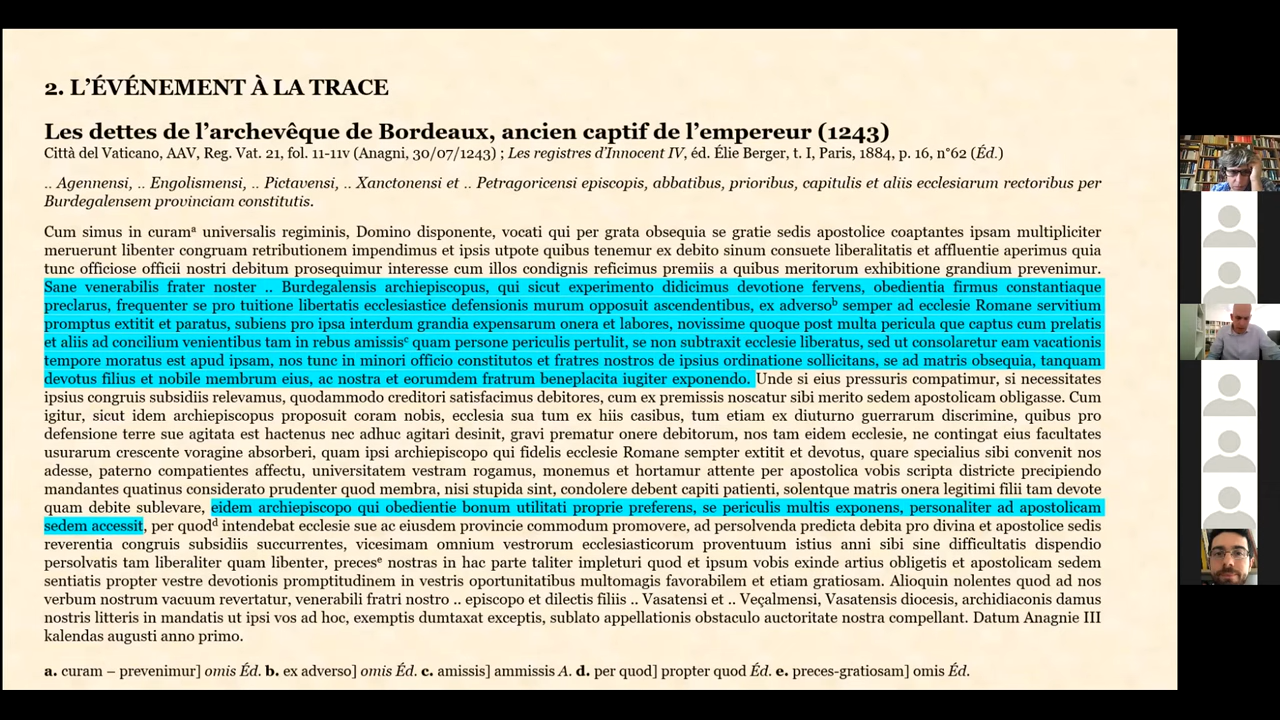 2. L’ÉVÉNEMENT À LA TRACE
Les dettes de l’archevêque de Bordeaux, ancien captif de l’empereur (1243)
Città del Vaticano, AAV, Reg. Vat. 21, fol. 11-11v (Anagni, 30/07/1243) ; Les registres d’Innocent IV, éd. Élie Berger, t. I, Paris, 1884, p. 16, n°62 (Éd.)
.. Agennensi, .. Engolismensi, .. Pictavensi, .. Xanctonensi et .. Petragoricensi episcopis, abbatibus, prioribus, capitulis et aliis ecclesiarum rectoribus per
Burdegalensem provinciam constitutis.
Cum simus in curamᵃ universalis regiminis, Domino disponente, vocati qui per grata obsequia se gratie sedis apostolice coaptantes ipsam multipliciter
meruerunt libenter congruam retributionem impendimus et ipsis utpote quibus tenemur ex debito sinum consuete liberalitatis et affluentie aperimus quia
tunc officiose officii nostri debitum prosequimur interesse cum illos condignis reficimus premiis a quibus meritorum exhibitione grandium prevenimur.
Sane venerabilis frater noster .. Burdegalensis archiepiscopus, qui sicut experimento didicimus devotione fervens, obedientia firmus constantiaque
preclarus, frequenter se pro tuitione libertatis ecclesiastice defensionis murum opposuit ascendentibus, ex adversoᵇ semper ad ecclesie Romane servitium
promptus extitit et paratus, subiens pro ipsa interdum grandia expensarum onera et labores, novissime quoque post multa pericula que captus cum prelatis
et aliis ad concilium venientibus tam in rebus amissisᶜ quam persone periculis pertulit, se non subtraxit ecclesie liberatus, sed ut consolaretur eam vacationis
tempore moratus est apud ipsam, nos tunc in minori officio constitutos et fratres nostros de ipsius ordinatione sollicitans, se ad matris obsequia, tanquam
devotus filius et nobile membrum eius, ac nostra et eorumdem fratrum beneplacita iugiter exponendo. Unde si eius pressuris compatimur, si necessitates
ipsius congruis subsidiis relevamus, quodammodo creditori satisfacimus debitores, cum ex premissis noscatur sibi merito sedem apostolicam obligasse. Cum
igitur, sicut idem archiepiscopus proposuit coram nobis, ecclesia sua tum ex hiis casibus, tum etiam ex diuturno guerrarum discrimine, quibus pro
defensione terre sue agitata est hactenus nec adhuc agitari desinit, gravi prematur onere debitorum, nos tam eidem ecclesie, ne contingat eius facultates
usurarum crescente voragine absorberi, quam ipsi archiepiscopo qui fidelis ecclesie Romane sempter extitit et devotus, quare specialius sibi convenit nos
adesse, paterno compatientes affectu, universitatem vestram rogamus, monemus et hortamur attente per apostolica vobis scripta districte precipiendo
mandantes quatinus considerato prudenter quod membra, nisi stupida sint, condolere debent capiti patienti, solentque matris onera legitimi filii tam devote
quam debite sublevare, eidem archiepiscopo qui obedientie bonum utilitati proprie preferens, se periculis multis exponens, personaliter ad apostolicam
sedem accessit, per quodᵈ intendebat ecclesie sue ac eiusdem provincie commodum promovere, ad persolvenda predicta debita pro divina et apostolice sedis
reverentia congruis subsidiis succurrentes, vicesimam omnium vestrorum ecclesiasticorum proventuum istius anni sibi sine difficultatis dispendio
persolvatis tam liberaliter quam libenter, precesᵉ nostras in hac parte taliter impleturi quod et ipsum vobis exinde artius obligetis et apostolicam sedem
sentiatis propter vestre devotionis promptitudinem in vestris oportunitatibus multomagis favorabilem et etiam gratiosam. Alioquin nolentes quod ad nos
verbum nostrum vacuum revertatur, venerabili fratri nostro .. episcopo et dilectis filiis .. Vasatensi et .. Veçalmensi, Vasatensis diocesis, archidiaconis damus
nostris litteris in mandatis ut ipsi vos ad hoc, exemptis dumtaxat exceptis, sublato appellationis obstaculo auctoritate nostra compellant. Datum Anagnie III
kalendas augusti anno primo.
a. curam – prevenimur] omis Éd. b. ex adverso] omis Éd. c. amissis] ammissis A. d. per quod] propter quod Éd. e. preces-gratiosam] omis Éd.